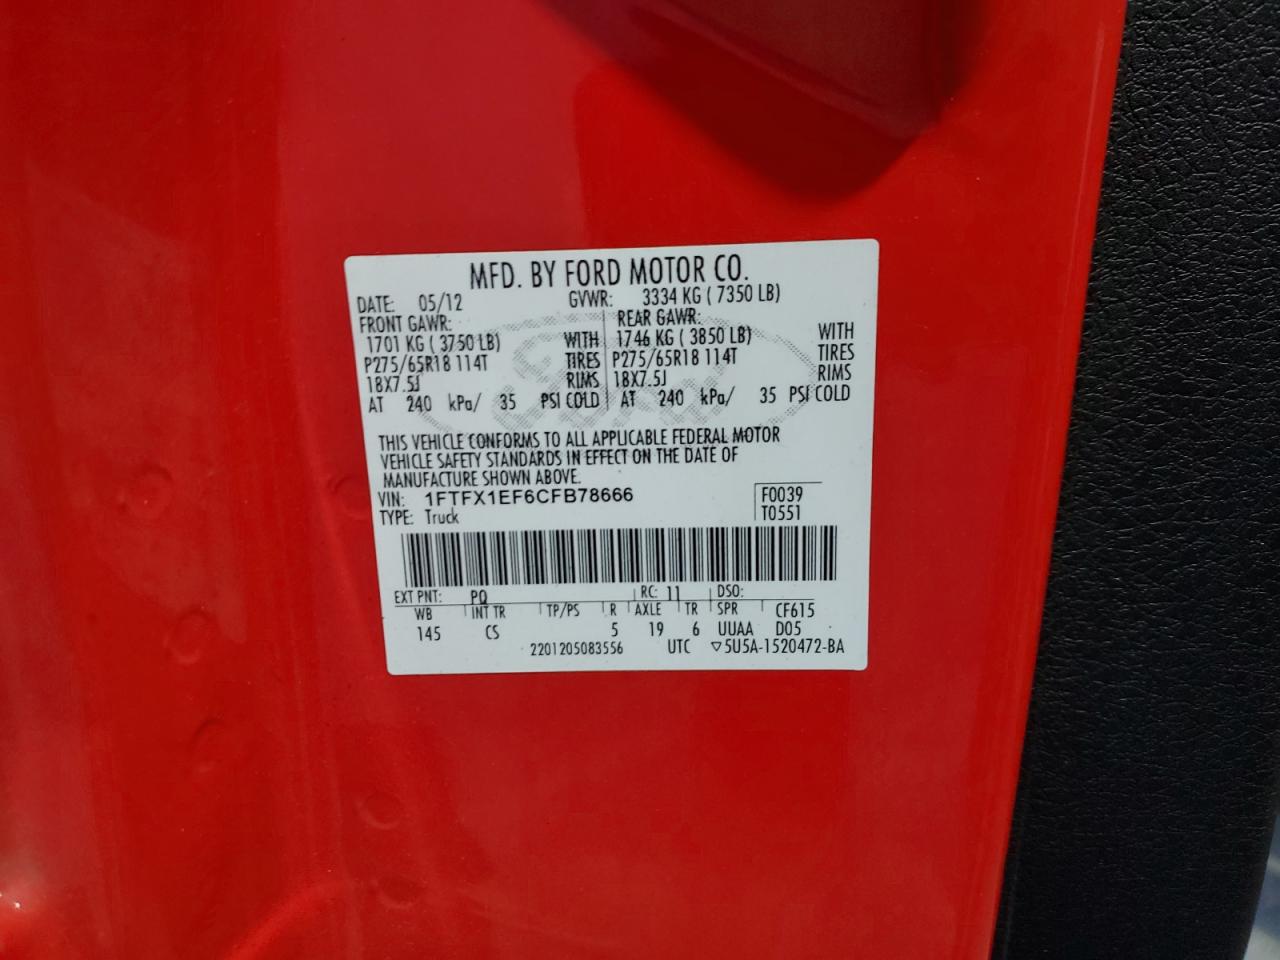 MFD. BY FORD MOTOR CO.
DATE: 05/12 GVWR: 3334 KG ( 7350 LB)
FRONT GAWR: REAR GAWR:
1701 KG ( 3750 LB) WITH 1746 KG ( 3850 LB) WITH
P275/65R18 114T TIRES P275/65R18 114T TIRES
18X7.5J RIMS 18X7.5J RIMS
AT 240 kPa/ 35 PSI COLD AT 240 kPa/ 35 PSI COLD
THIS VEHICLE CONFORMS TO ALL APPLICABLE FEDERAL MOTOR
VEHICLE SAFETY STANDARDS IN EFFECT ON THE DATE OF
MANUFACTURE SHOWN ABOVE.
VIN: 1FTFX1EF6CFB78666 F0039
TYPE: Truck T0551
EXT PNT: PQ RC: 11 DSO:
WB INT TR TP/PS R AXLE TR SPR CF615
145 CS 5 19 6 UUAA D05
2201205083556 UTC ▽5U5A-1520472-BA